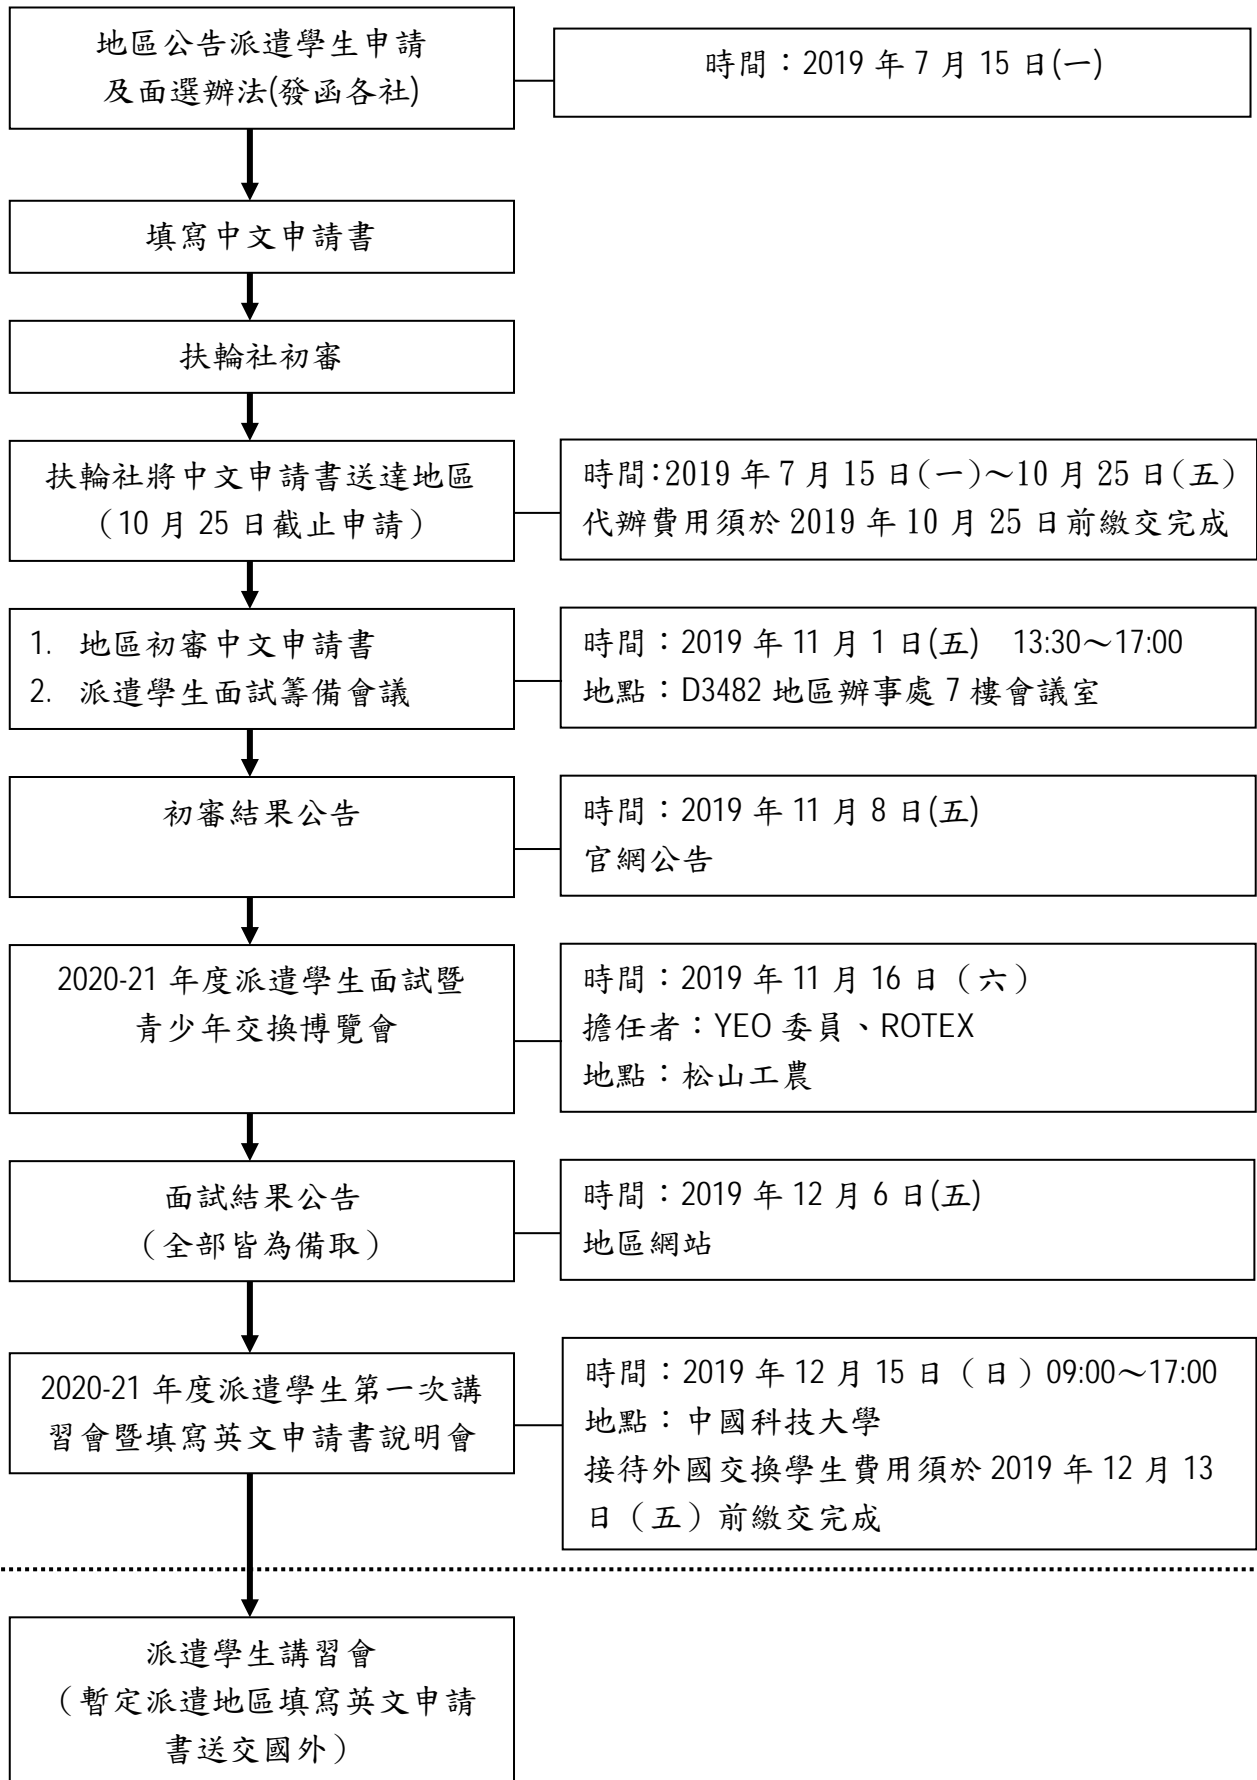 地區公告派遣學生申請
及面選辦法(發函各社)
時間：2019 年 7 月 15 日(一)
填寫中文申請書
扶輪社初審
扶輪社將中文申請書送達地區
（10 月 25 日截止申請）
時間：2019 年 7 月 15 日(一)～10 月 25 日(五)
代辦費用須於 2019 年 10 月 25 日前繳交完成
1. 地區初審中文申請書
2. 派遣學生面試籌備會議
時間：2019 年 11 月 1 日(五) 13:30～17:00
地點：D3482 地區辦事處 7 樓會議室
初審結果公告
時間：2019 年 11 月 8 日(五)
官網公告
2020-21 年度派遣學生面試暨
青少年交換博覽會
時間：2019 年 11 月 16 日（六）
擔任者：YEO 委員、ROTEX
地點：松山工農
面試結果公告
（全部皆為備取）
時間：2019 年 12 月 6 日(五)
地區網站
2020-21 年度派遣學生第一次講
習會暨填寫英文申請書說明會
時間：2019 年 12 月 15 日（日）09:00～17:00
地點：中國科技大學
接待外國交換學生費用須於 2019 年 12 月 13
日（五）前繳交完成
派遣學生講習會
（暫定派遣地區填寫英文申請
書送交國外）